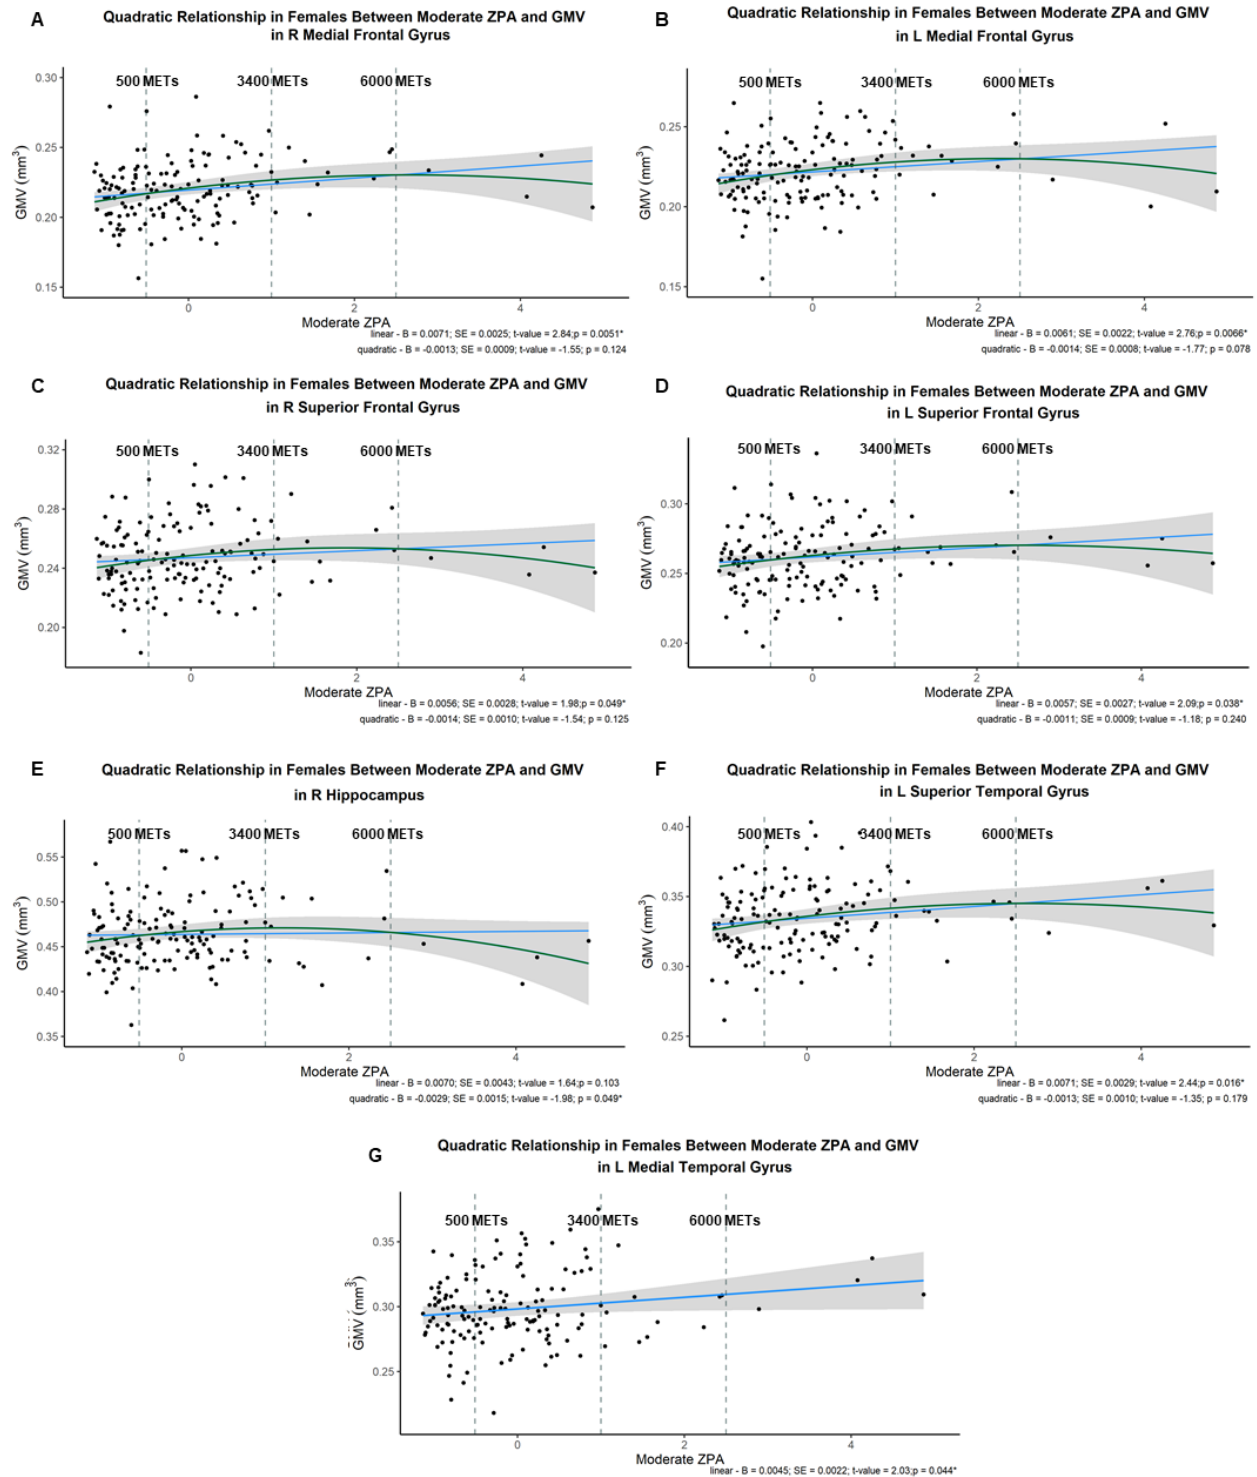 A
Quadratic Relationship in Females Between Moderate ZPA and GMV
in R Medial Frontal Gyrus
500 METs 3400 METs 6000 METs
0.30
0.25
0.20
0.15
GMV (mm³)
0 2 4
Moderate ZPA
linear - B = 0.0071; SE = 0.0025; t-value = 2.84;p = 0.0051*
quadratic - B = -0.0013; SE = 0.0009; t-value = -1.55; p = 0.124
B
Quadratic Relationship in Females Between Moderate ZPA and GMV
in L Medial Frontal Gyrus
500 METs 3400 METs 6000 METs
0.25
0.20
0.15
GMV (mm³)
0 2 4
Moderate ZPA
linear - B = 0.0061; SE = 0.0022; t-value = 2.76;p = 0.0066*
quadratic - B = -0.0014; SE = 0.0008; t-value = -1.77; p = 0.078
C
Quadratic Relationship in Females Between Moderate ZPA and GMV
in R Superior Frontal Gyrus
500 METs 3400 METs 6000 METs
0.32
0.28
0.24
0.20
GMV (mm³)
0 2 4
Moderate ZPA
linear - B = 0.0056; SE = 0.0028; t-value = 1.98;p = 0.049*
quadratic - B = -0.0014; SE = 0.0010; t-value = -1.54; p = 0.125
D
Quadratic Relationship in Females Between Moderate ZPA and GMV
in L Superior Frontal Gyrus
500 METs 3400 METs 6000 METs
0.30
0.25
0.20
GMV (mm³)
0 2 4
Moderate ZPA
linear - B = 0.0057; SE = 0.0027; t-value = 2.09;p = 0.038*
quadratic - B = -0.0011; SE = 0.0009; t-value = -1.18; p = 0.240
E
Quadratic Relationship in Females Between Moderate ZPA and GMV
in R Hippocampus
500 METs 3400 METs 6000 METs
0.55
0.50
0.45
0.40
0.35
GMV (mm³)
0 2 4
Moderate ZPA
linear - B = 0.0070; SE = 0.0043; t-value = 1.64;p = 0.103
quadratic - B = -0.0029; SE = 0.0015; t-value = -1.98; p = 0.049*
F
Quadratic Relationship in Females Between Moderate ZPA and GMV
in L Superior Temporal Gyrus
500 METs 3400 METs 6000 METs
0.40
0.35
0.30
0.25
GMV (mm³)
0 2 4
Moderate ZPA
linear - B = 0.0071; SE = 0.0029; t-value = 2.44;p = 0.016*
quadratic - B = -0.0013; SE = 0.0010; t-value = -1.35; p = 0.179
G
Quadratic Relationship in Females Between Moderate ZPA and GMV
in L Medial Temporal Gyrus
500 METs 3400 METs 6000 METs
0.35
0.30
0.25
GMV (mm³)
0 2 4
Moderate ZPA
linear - B = 0.0045; SE = 0.0022; t-value = 2.03;p = 0.044*